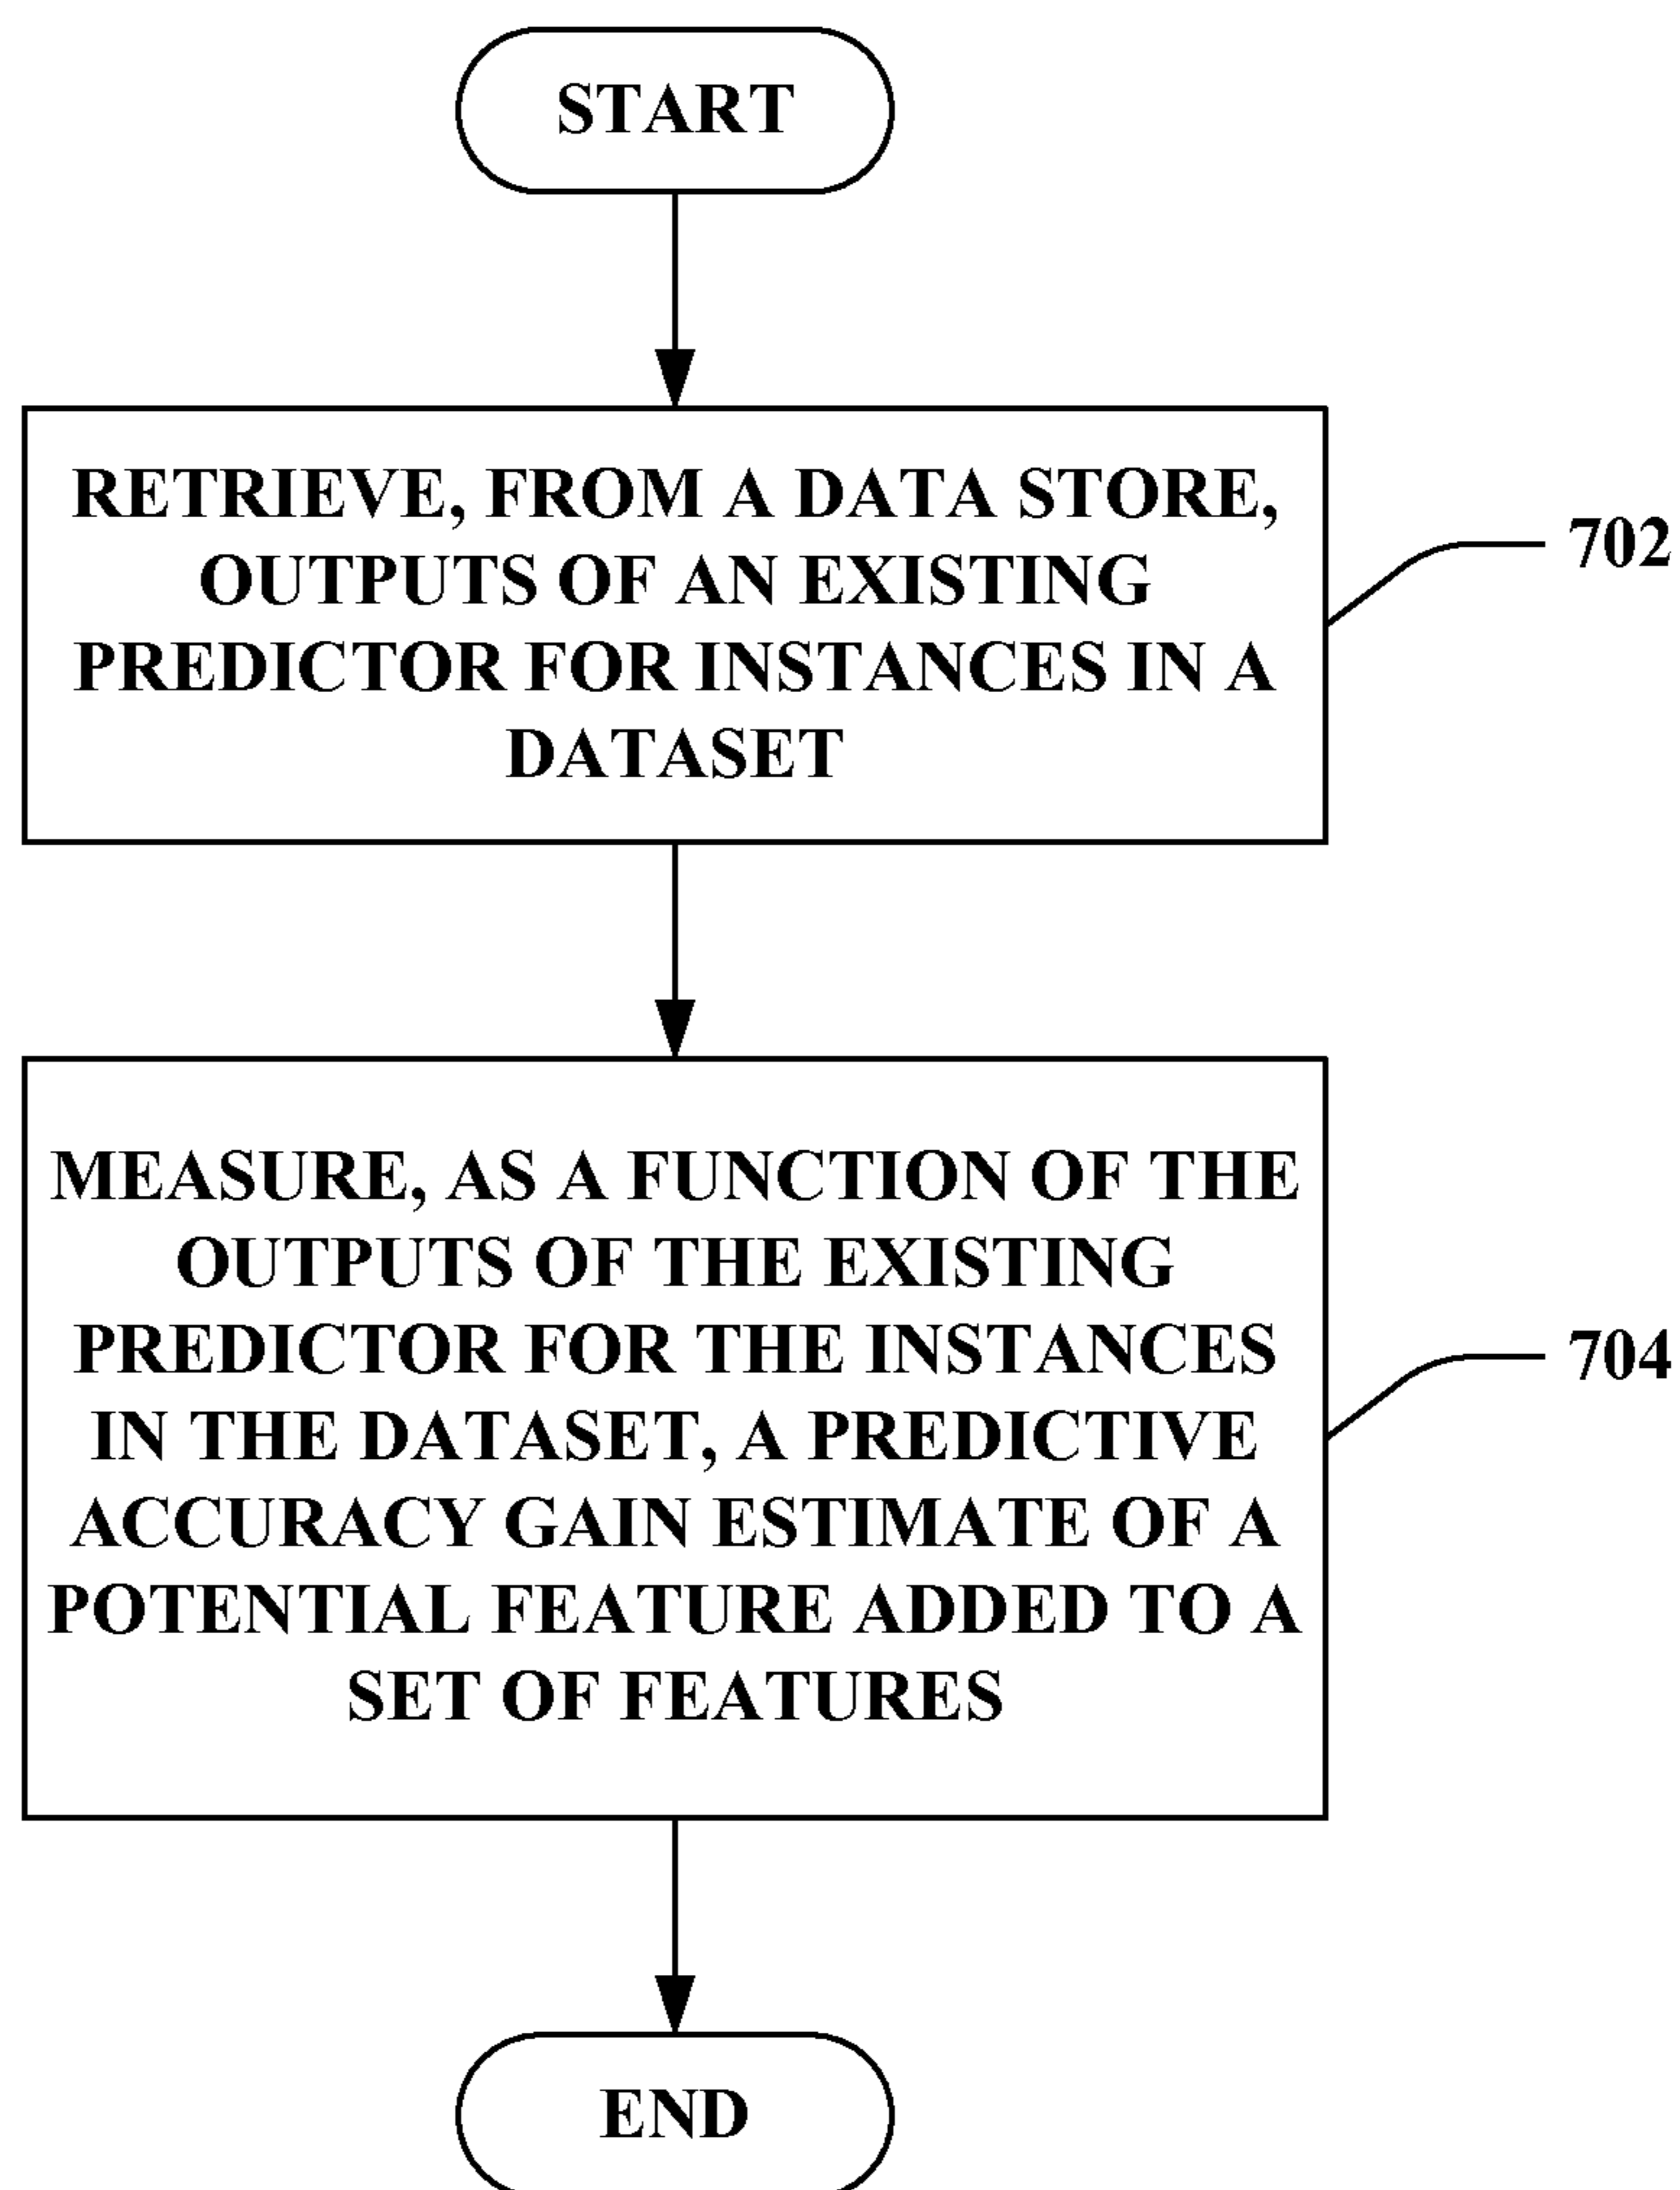 START
RETRIEVE, FROM A DATA STORE,
OUTPUTS OF AN EXISTING
PREDICTOR FOR INSTANCES IN A
DATASET
702
MEASURE, AS A FUNCTION OF THE
OUTPUTS OF THE EXISTING
PREDICTOR FOR THE INSTANCES
IN THE DATASET, A PREDICTIVE
ACCURACY GAIN ESTIMATE OF A
POTENTIAL FEATURE ADDED TO A
SET OF FEATURES
704
END